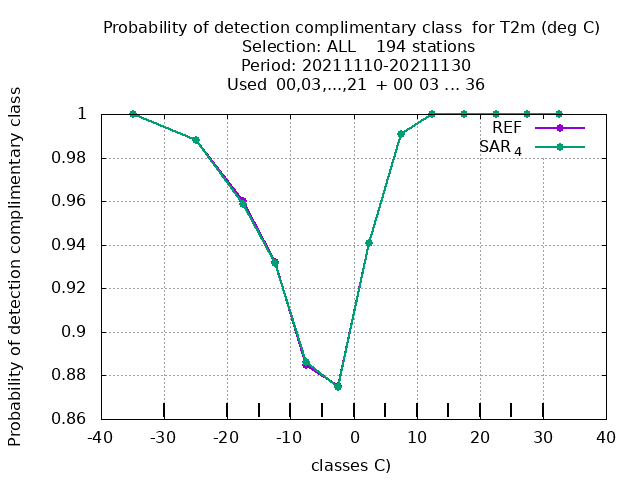 Probability of detection complimentary class for T2m (deg C)
Selection: ALL 194 stations
Period: 20211110-20211130
Used 00,03,...,21 + 00 03 ... 36
Probability of detection complimentary class
1
0.98
0.96
0.94
0.92
0.9
0.88
0.86
REF
SAR 4
-40 -30 -20 -10 0 10 20 30 40
classes C)